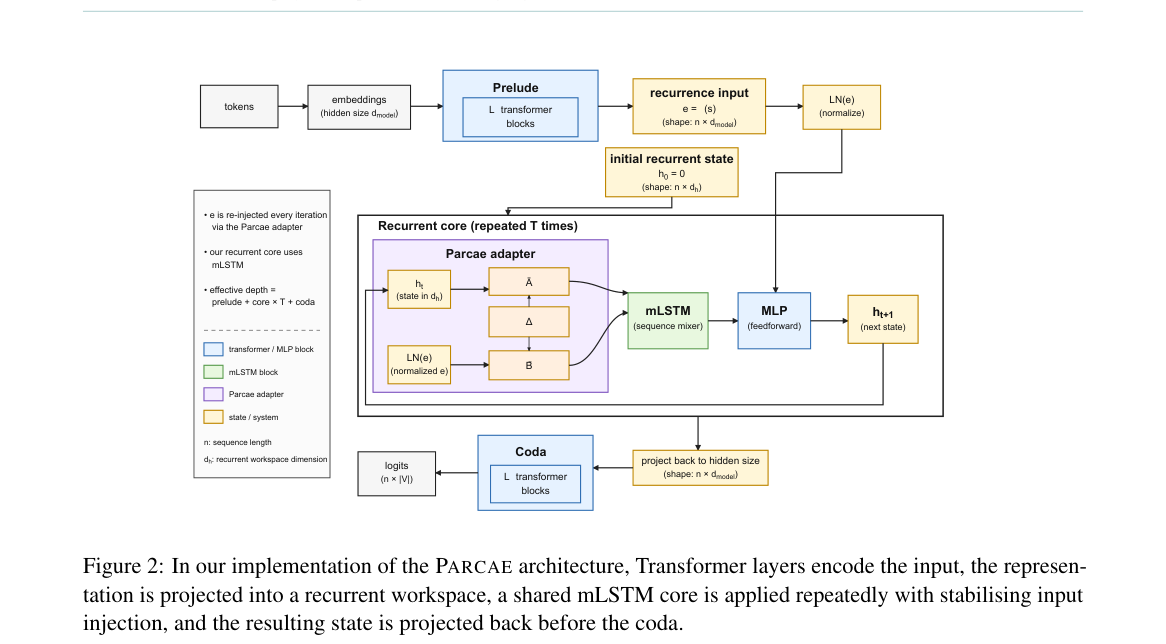 tokens
embeddings
(hidden size d_model)
Prelude
L transformer
blocks
recurrence input
e = (s)
(shape: n × d_model)
LN(e)
(normalize)
initial recurrent state
h₀ = 0
(shape: n × dₕ)
• e is re-injected every iteration
via the Parcae adapter
• our recurrent core uses
mLSTM
• effective depth =
prelude + core × T + coda
transformer / MLP block
mLSTM block
Parcae adapter
state / system
n: sequence length
dₕ: recurrent workspace dimension
Recurrent core (repeated T times)
Parcae adapter
hₜ
(state in dₕ)
Ā
Δ
LN(e)
(normalized e)
B̄
mLSTM
(sequence mixer)
MLP
(feedforward)
hₜ₊₁
(next state)
logits
(n × |V|)
Coda
L transformer
blocks
project back to hidden size
(shape: n × d_model)
Figure 2: In our implementation of the PARCAE architecture, Transformer layers encode the input, the represen-
tation is projected into a recurrent workspace, a shared mLSTM core is applied repeatedly with stabilising input
injection, and the resulting state is projected back before the coda.